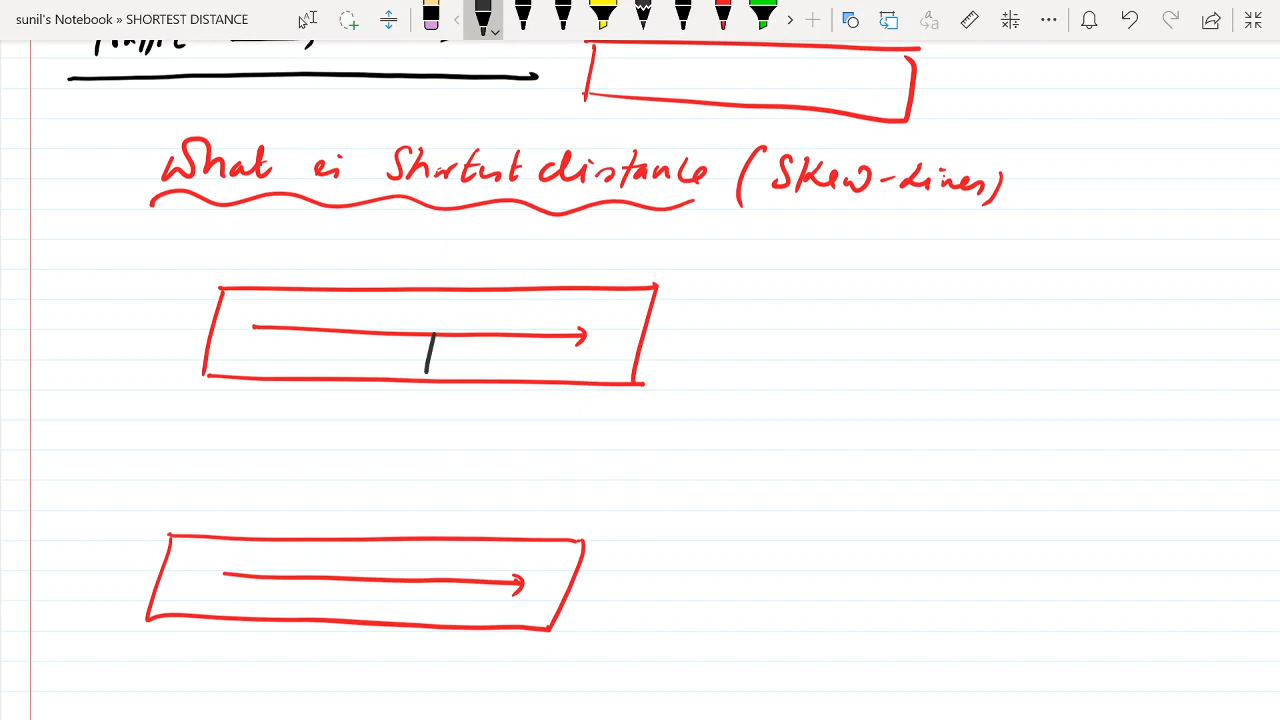 sunil's Notebook » SHORTEST DISTANCE
What is Shortest distance (Skew-Lines)